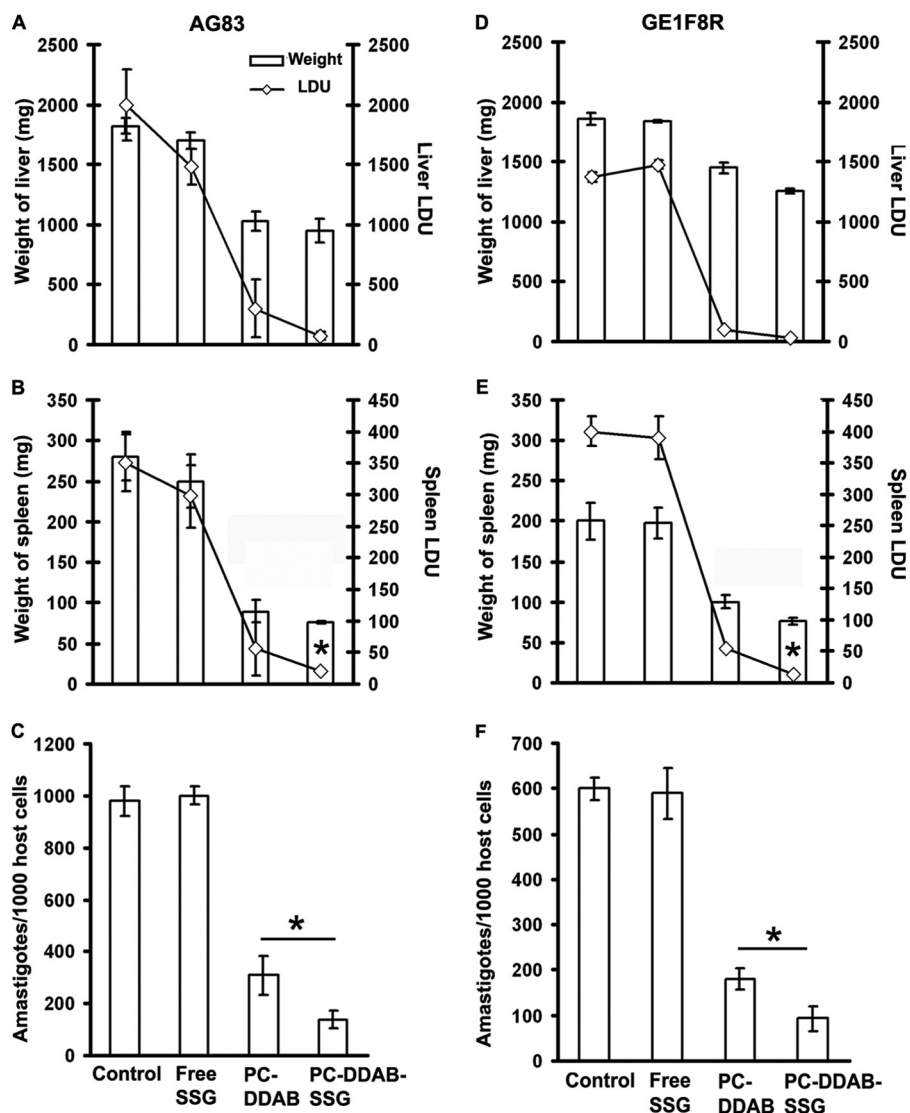 A
AG83
2500
2000
1500
1000
500
0
Weight of liver (mg)
Weight
LDU
2500
2000
1500
1000
500
0
Liver LDU
D
GE1F8R
2500
2000
1500
1000
500
0
Weight of liver (mg)
2500
2000
1500
1000
500
0
Liver LDU
B
350
300
250
200
150
100
50
0
Weight of spleen (mg)
*
450
400
350
300
250
200
150
100
50
0
Spleen LDU
E
350
300
250
200
150
100
50
0
Weight of spleen (mg)
*
450
400
350
300
250
200
150
100
50
0
Spleen LDU
C
1200
1000
800
600
400
200
0
Amastigotes/1000 host cells
*
Control
Free
SSG
PC-
DDAB
PC-DDAB-
SSG
F
700
600
500
400
300
200
100
0
Amastigotes/1000 host cells
*
Control
Free
SSG
PC-
DDAB
PC-DDAB-
SSG